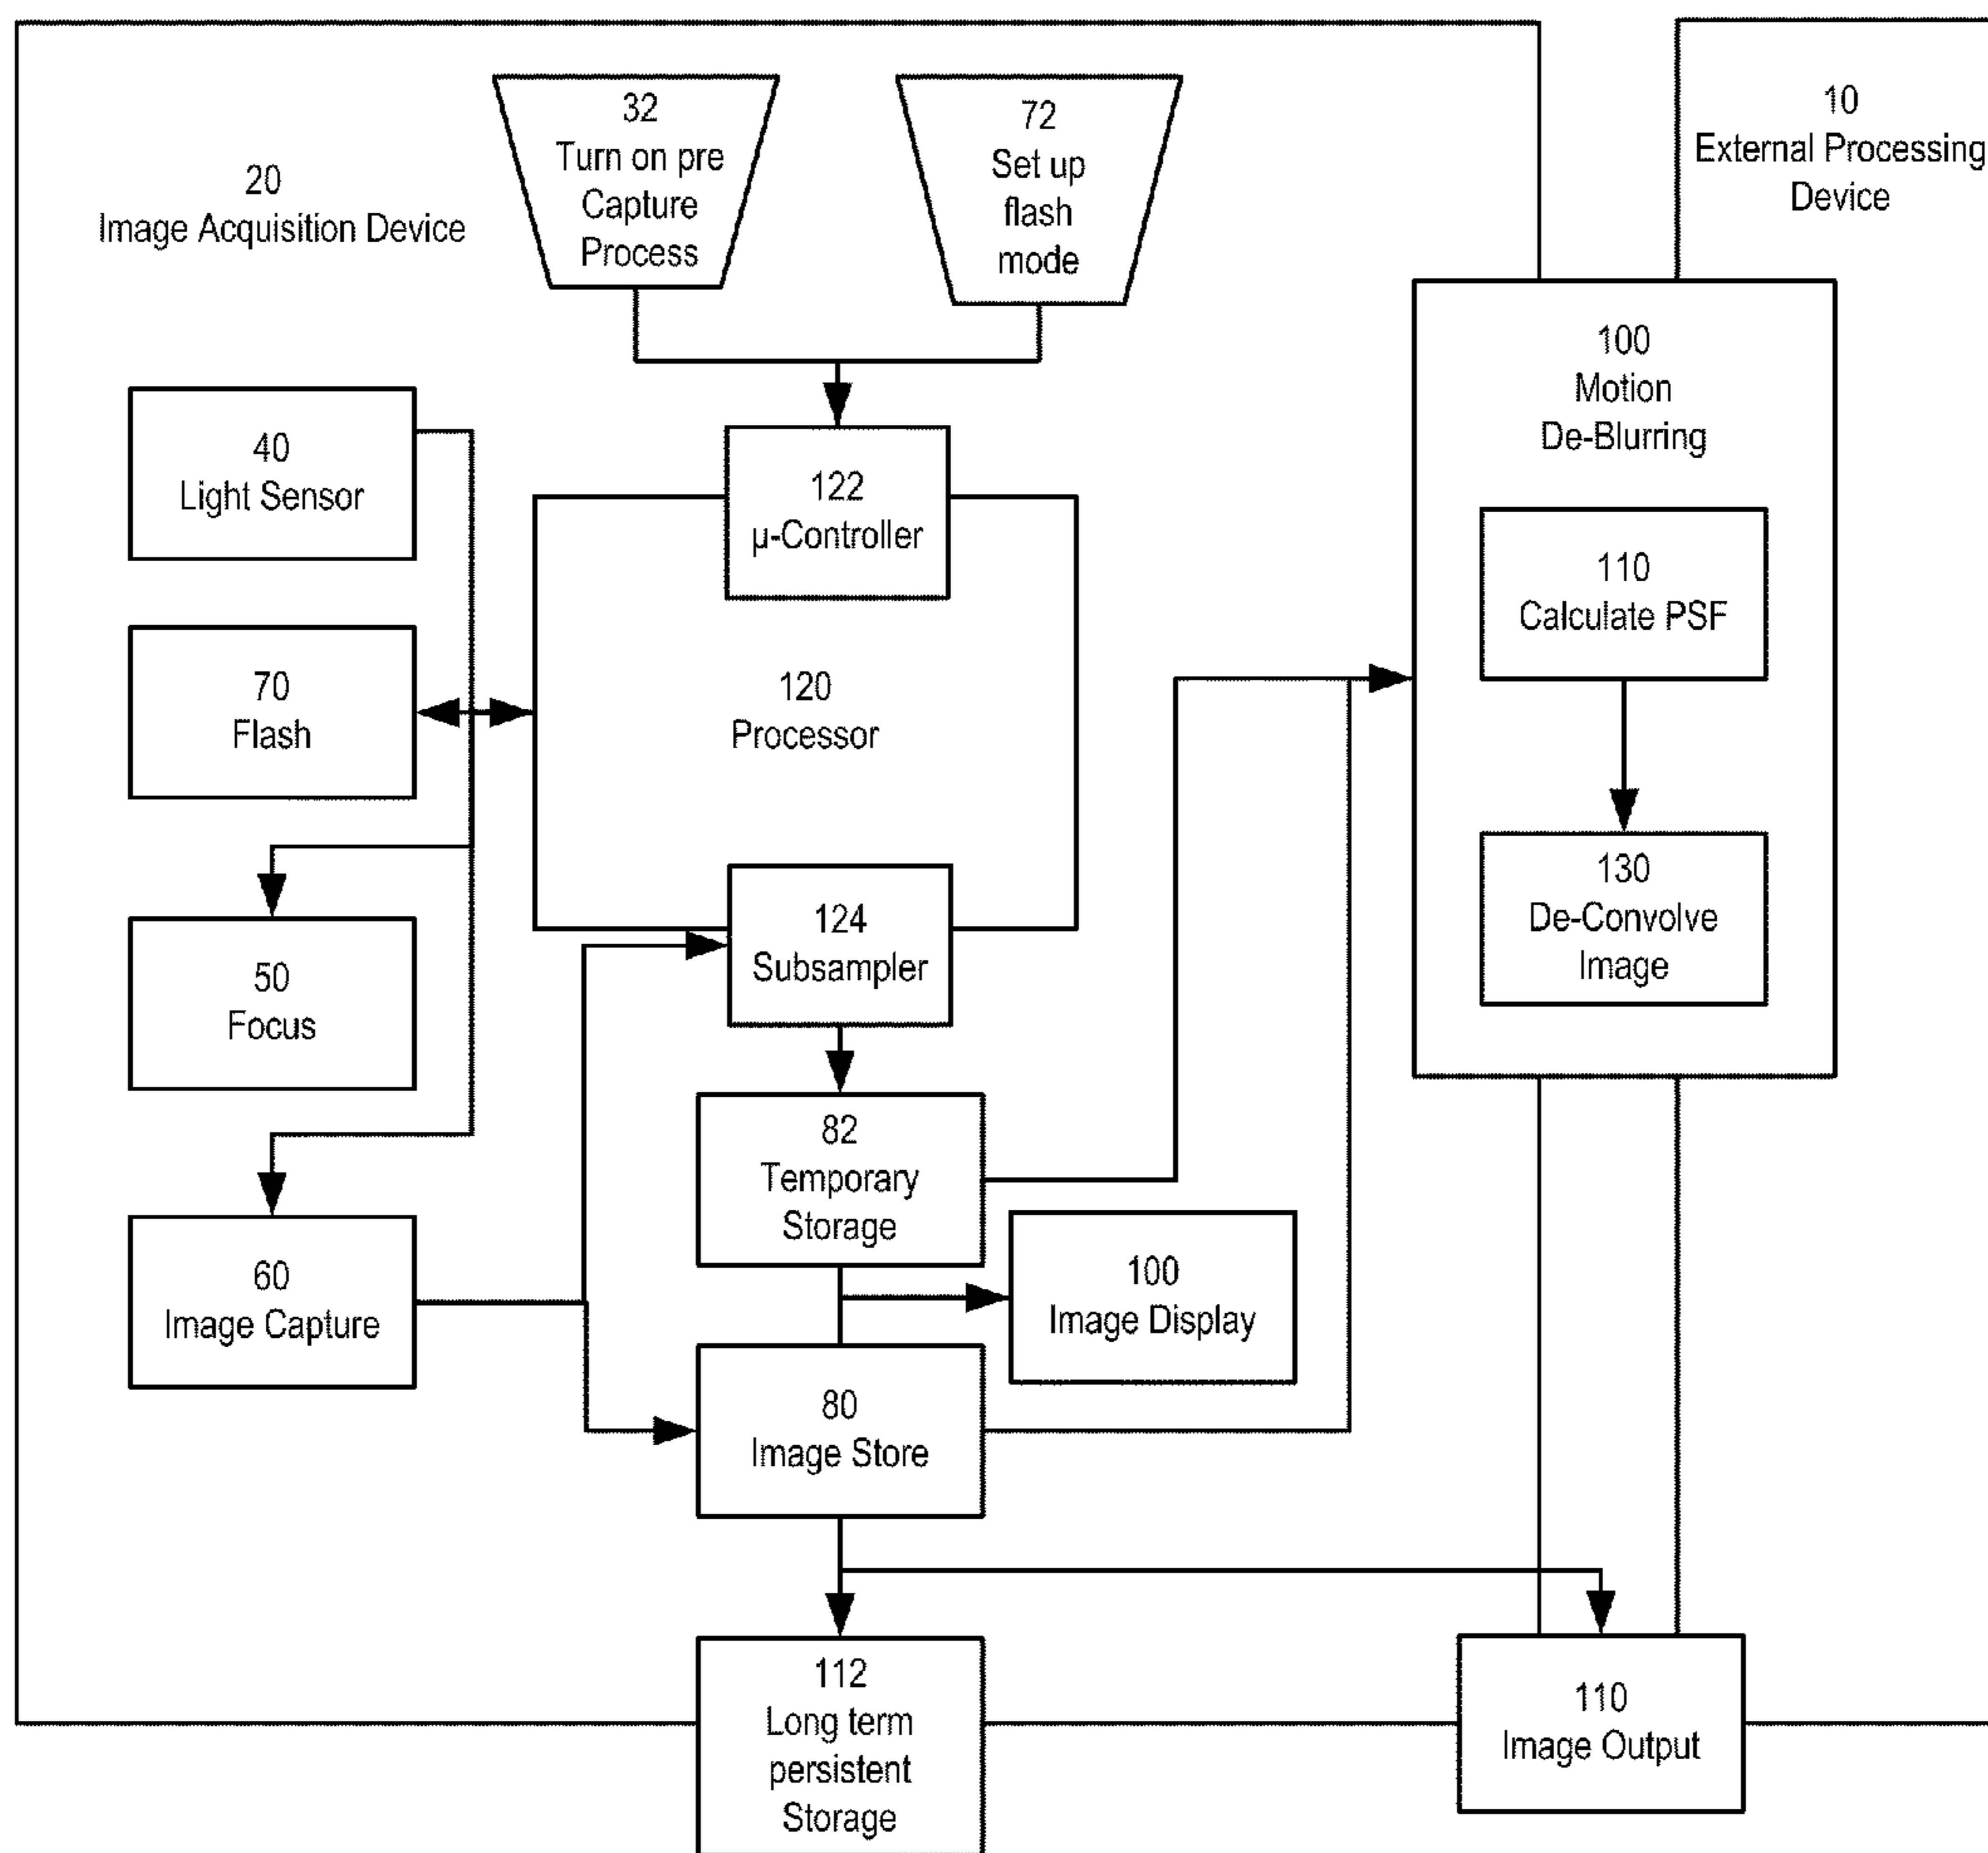 20
Image Acquisition Device
32
Turn on pre
Capture
Process
72
Set up
flash
mode
10
External Processing
Device
40
Light Sensor
122
µ-Controller
100
Motion
De-Blurring
110
Calculate PSF
70
Flash
120
Processor
130
De-Convolve
Image
50
Focus
124
Subsampler
82
Temporary
Storage
60
Image Capture
100
Image Display
80
Image Store
112
Long term
persistent
Storage
110
Image Output